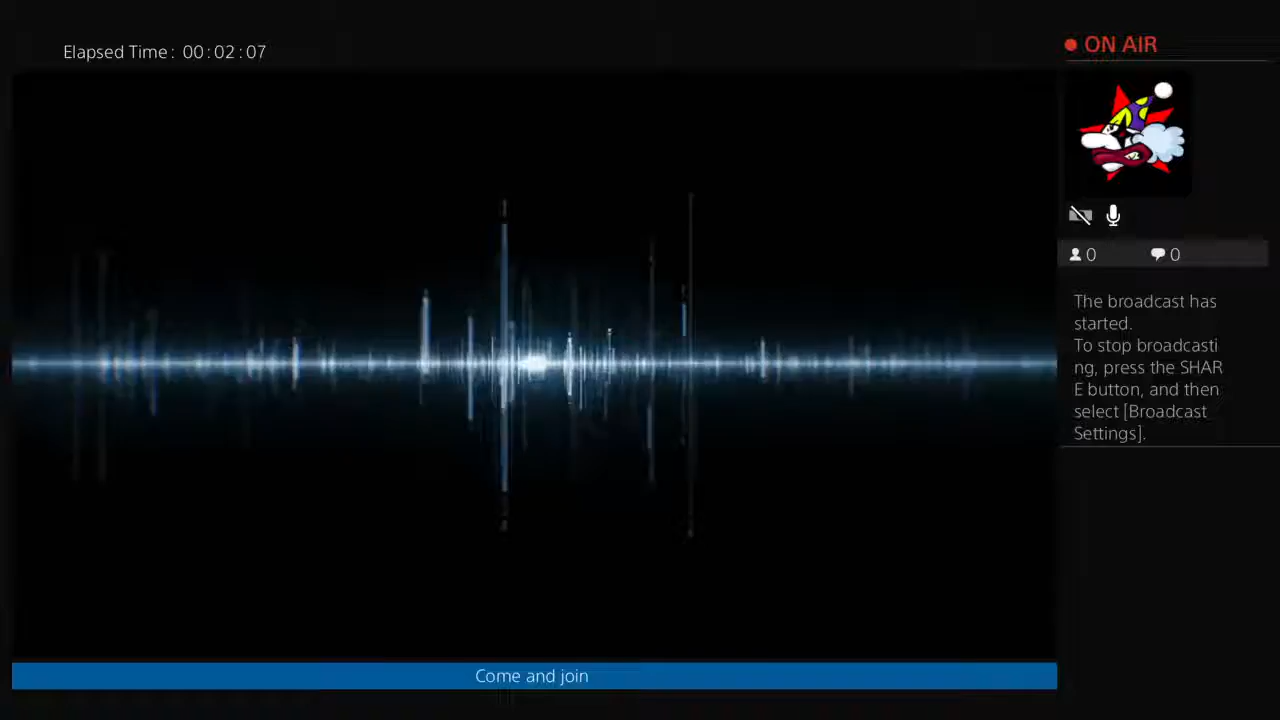 Elapsed Time: 00:02:07
ON AIR
0 0
The broadcast has
started.
To stop broadcasti
ng, press the SHAR
E button, and then
select [Broadcast
Settings].
Come and join